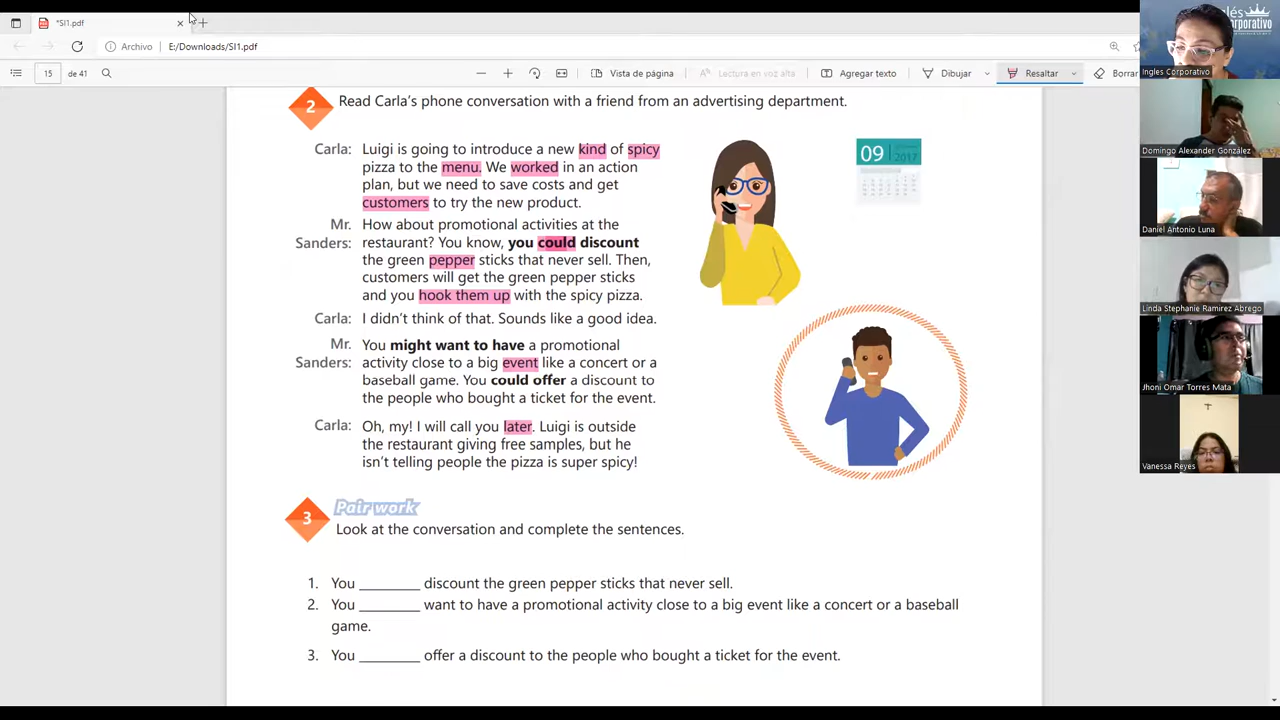 *SI1.pdf
Archivo
E:/Downloads/SI1.pdf
15
de 41
Vista de página
Lectura en voz alta
Agregar texto
Dibujar
Resaltar
Borrar
2
Read Carla's phone conversation with a friend from an advertising department.
Carla: Luigi is going to introduce a new kind of spicy
pizza to the menu. We worked in an action
plan, but we need to save costs and get
customers to try the new product.
Mr. How about promotional activities at the
Sanders: restaurant? You know, you could discount
the green pepper sticks that never sell. Then,
customers will get the green pepper sticks
and you hook them up with the spicy pizza.
Carla: I didn't think of that. Sounds like a good idea.
Mr. You might want to have a promotional
Sanders: activity close to a big event like a concert or a
baseball game. You could offer a discount to
the people who bought a ticket for the event.
Carla: Oh, my! I will call you later. Luigi is outside
the restaurant giving free samples, but he
isn't telling people the pizza is super spicy!
09
2017
3
Pair work
Look at the conversation and complete the sentences.
1. You ________ discount the green pepper sticks that never sell.
2. You ________ want to have a promotional activity close to a big event like a concert or a baseball
game.
3. You ________ offer a discount to the people who bought a ticket for the event.
Ingles Corporativo
Domingo Alexander González
Daniel Antonio Luna
Linda Stephanie Ramirez Abrego
Jhoni Omar Torres Mata
Vanessa Reyes